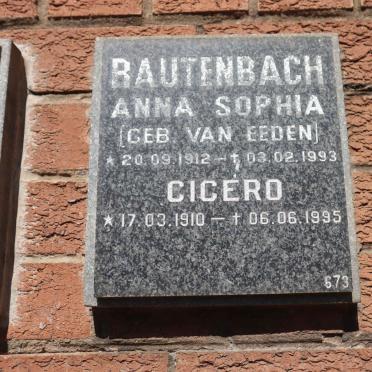 RAUTENBACH
ANNA SOPHIA
(GEB VAN EEDEN)
* 20.09.1912 – † 03.02.1993
CICERO
* 17.03.1910 – † 06.06.1995
673